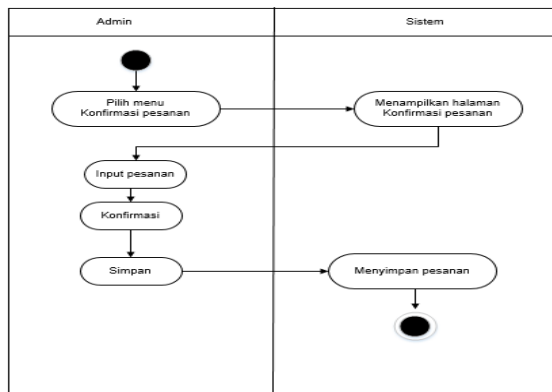 Admin
Sistem
Pilih menu
Konfirmasi pesanan
Menampilkan halaman
Konfirmasi pesanan
Input pesanan
Konfirmasi
Simpan
Menyimpan pesanan